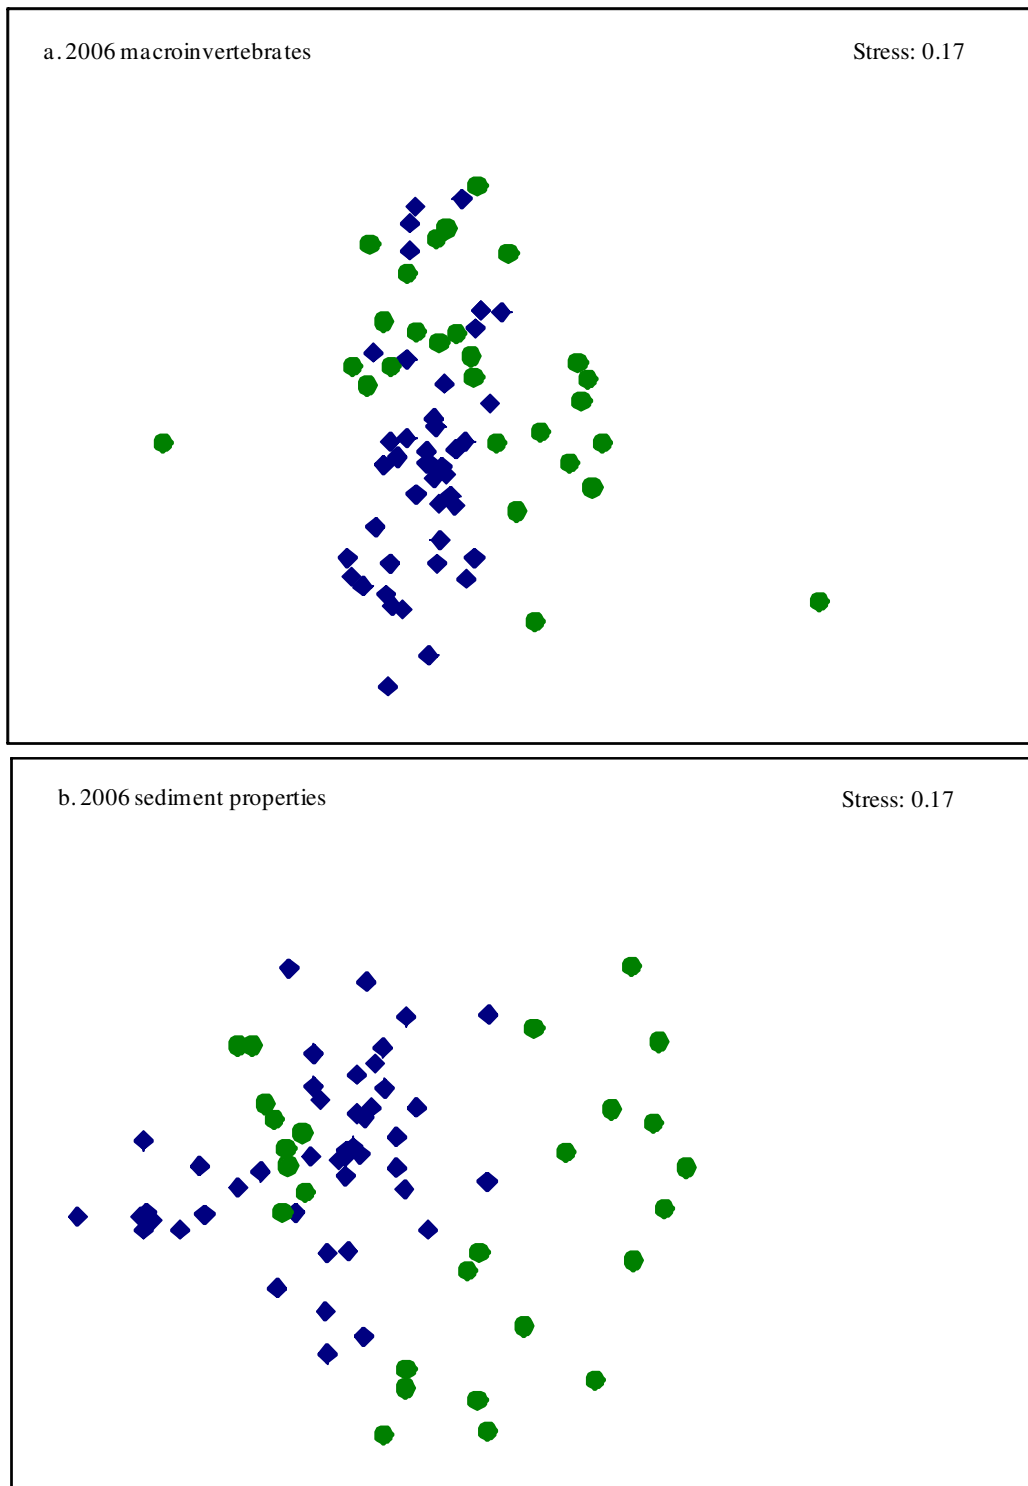 a. 2006 macroinvertebrates Stress: 0.17
b. 2006 sediment properties Stress: 0.17